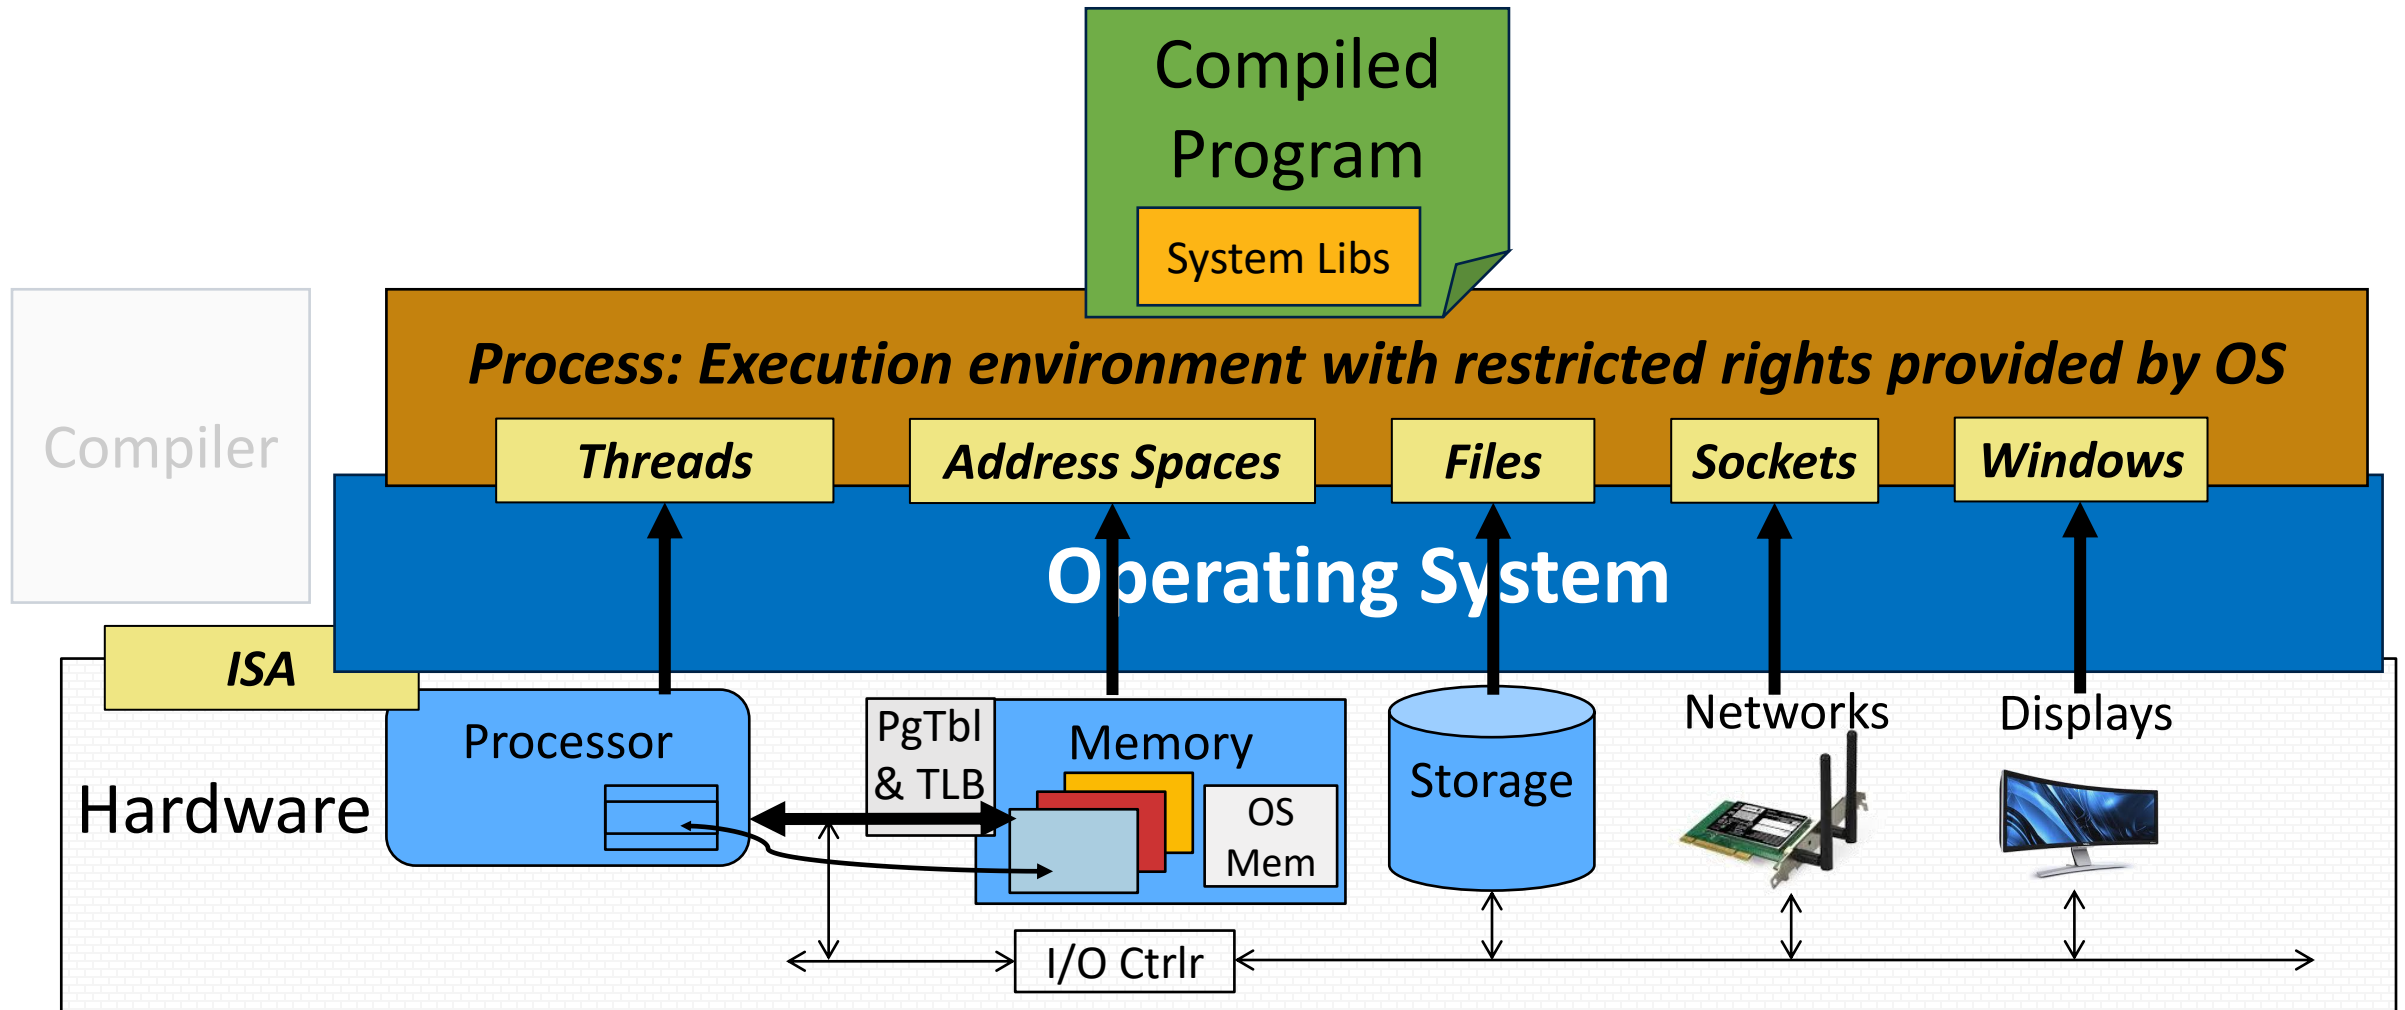 Compiled
Program
System Libs
Compiler
Process: Execution environment with restricted rights provided by OS
Threads
Address Spaces
Files
Sockets
Windows
Operating System
ISA
Hardware
Processor
PgTbl
& TLB
Memory
OS
Mem
Storage
Networks
Displays
I/O Ctrlr